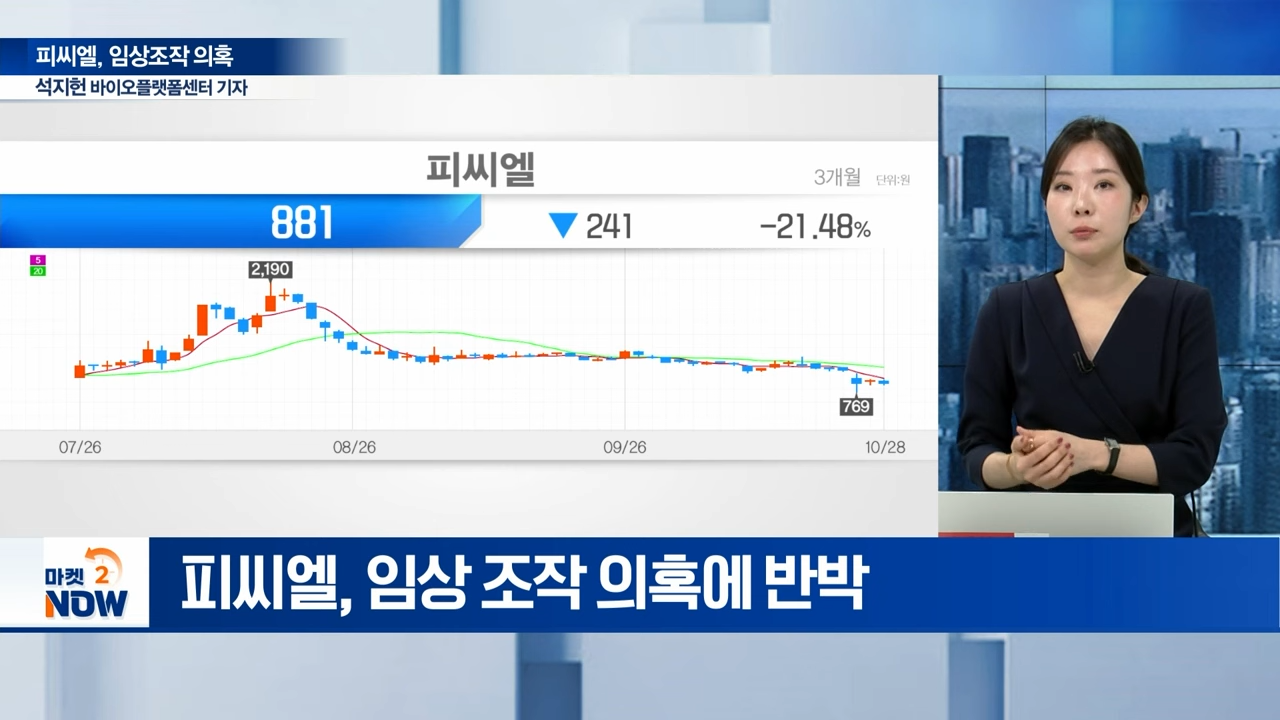 피씨엘, 임상조작 의혹
석지헌 바이오플랫폼센터 기자
피씨엘
3개월 단위:원
881 ▼ 241 -21.48%
5
20
2,190
769
07/26 08/26 09/26 10/28
마켓 2
NOW
피씨엘, 임상 조작 의혹에 반박